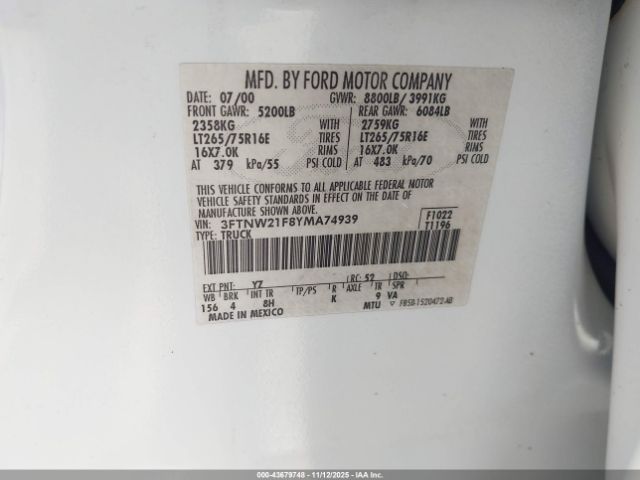 MFD. BY FORD MOTOR COMPANY
DATE: 07/00 GVWR: 8800LB/ 3991KG
FRONT GAWR: 5200LB REAR GAWR: 6084LB
2358KG WITH 2759KG WITH
LT265/75R16E TIRES LT265/75R16E TIRES
16X7.0K RIMS 16X7.0K RIMS
AT 379 kPa/55 PSI COLD AT 483 kPa/70 PSI COLD
THIS VEHICLE CONFORMS TO ALL APPLICABLE FEDERAL MOTOR
VEHICLE SAFETY STANDARDS IN EFFECT ON THE DATE OF
MANUFACTURE SHOWN ABOVE.
VIN: 3FTNW21F8YMA74939 F1022
TYPE: TRUCK T1196
EXT PNT: YZ RC: 52 DSO:
WB BRK INT TR TP/PS R AXLE TR SPR
156 4 8H K 9 VA
MADE IN MEXICO MTU F85B-1520472-AB
000-43679748 - 11/12/2025 - IAA Corp.